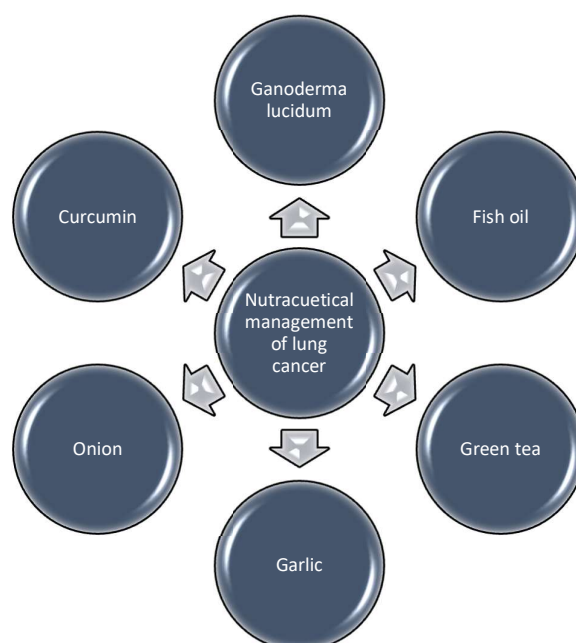 Ganoderma
lucidum
Curcumin
Fish oil
Nutracuetical
management
of lung
cancer
Onion
Green tea
Garlic